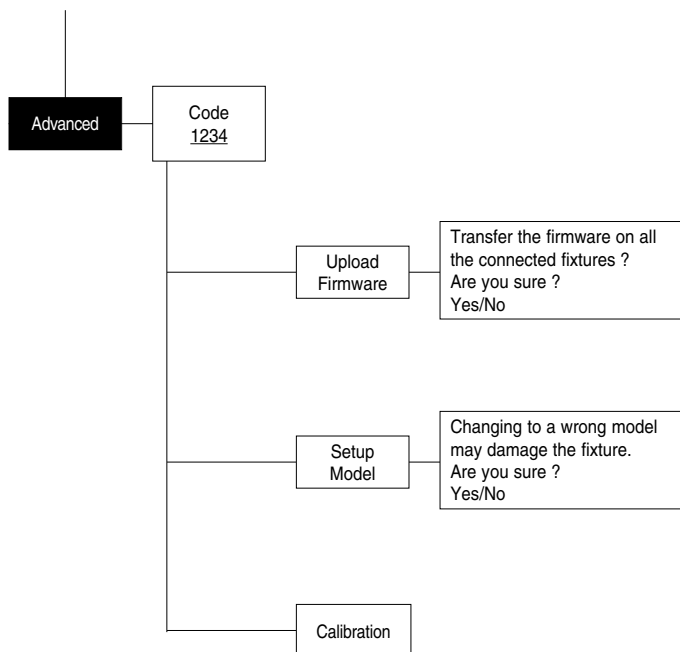 Advanced
Code
1234
Upload
Firmware
Transfer the firmware on all
the connected fixtures ?
Are you sure ?
Yes/No
Setup
Model
Changing to a wrong model
may damage the fixture.
Are you sure ?
Yes/No
Calibration